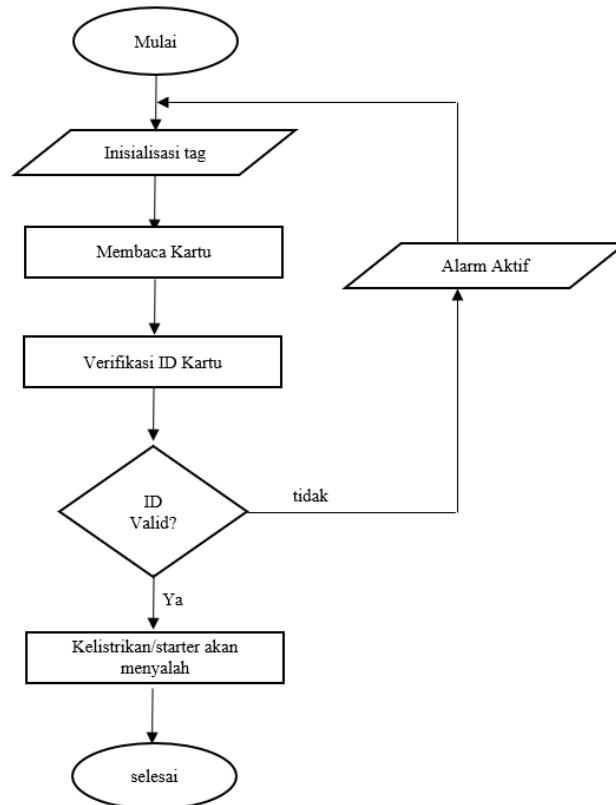 Mulai
Inisialisasi tag
Membaca Kartu
Alarm Aktif
Verifikasi ID Kartu
ID
Valid?
tidak
Ya
Kelistrikan/starter akan
menyalah
selesai